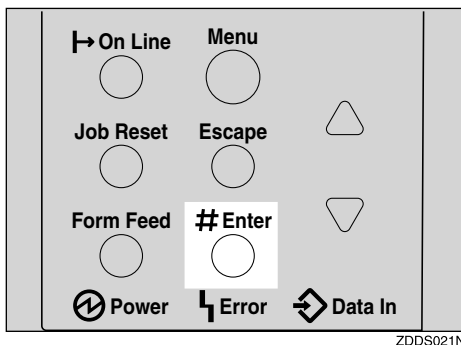 On Line Menu
Job Reset Escape
Form Feed # Enter
Power Error Data In
ZDDS021N